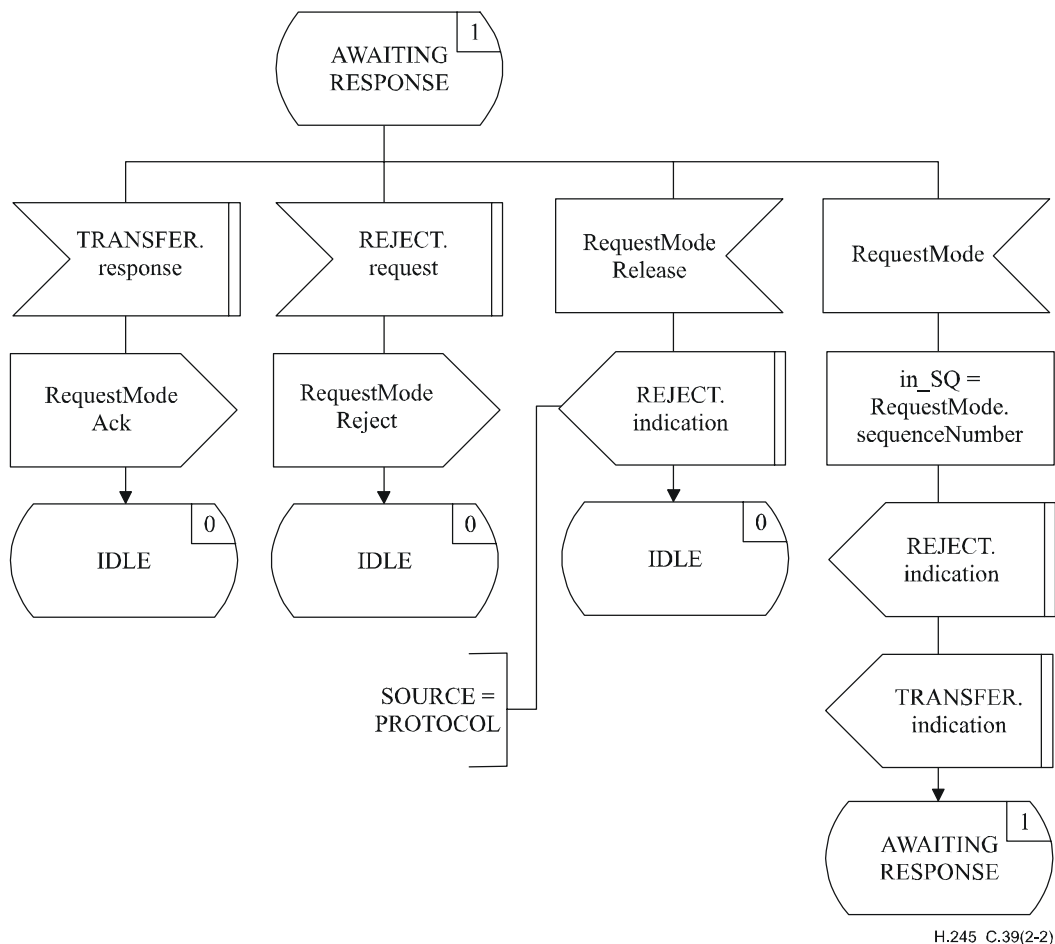 1
AWAITING
RESPONSE
TRANSFER.
response
REJECT.
request
RequestMode
Release
RequestMode
RequestMode
Ack
RequestMode
Reject
REJECT.
indication
in_SQ =
RequestMode.
sequenceNumber
0
IDLE
0
IDLE
0
IDLE
REJECT.
indication
SOURCE =
PROTOCOL
TRANSFER.
indication
1
AWAITING
RESPONSE
H.245_C.39(2-2)